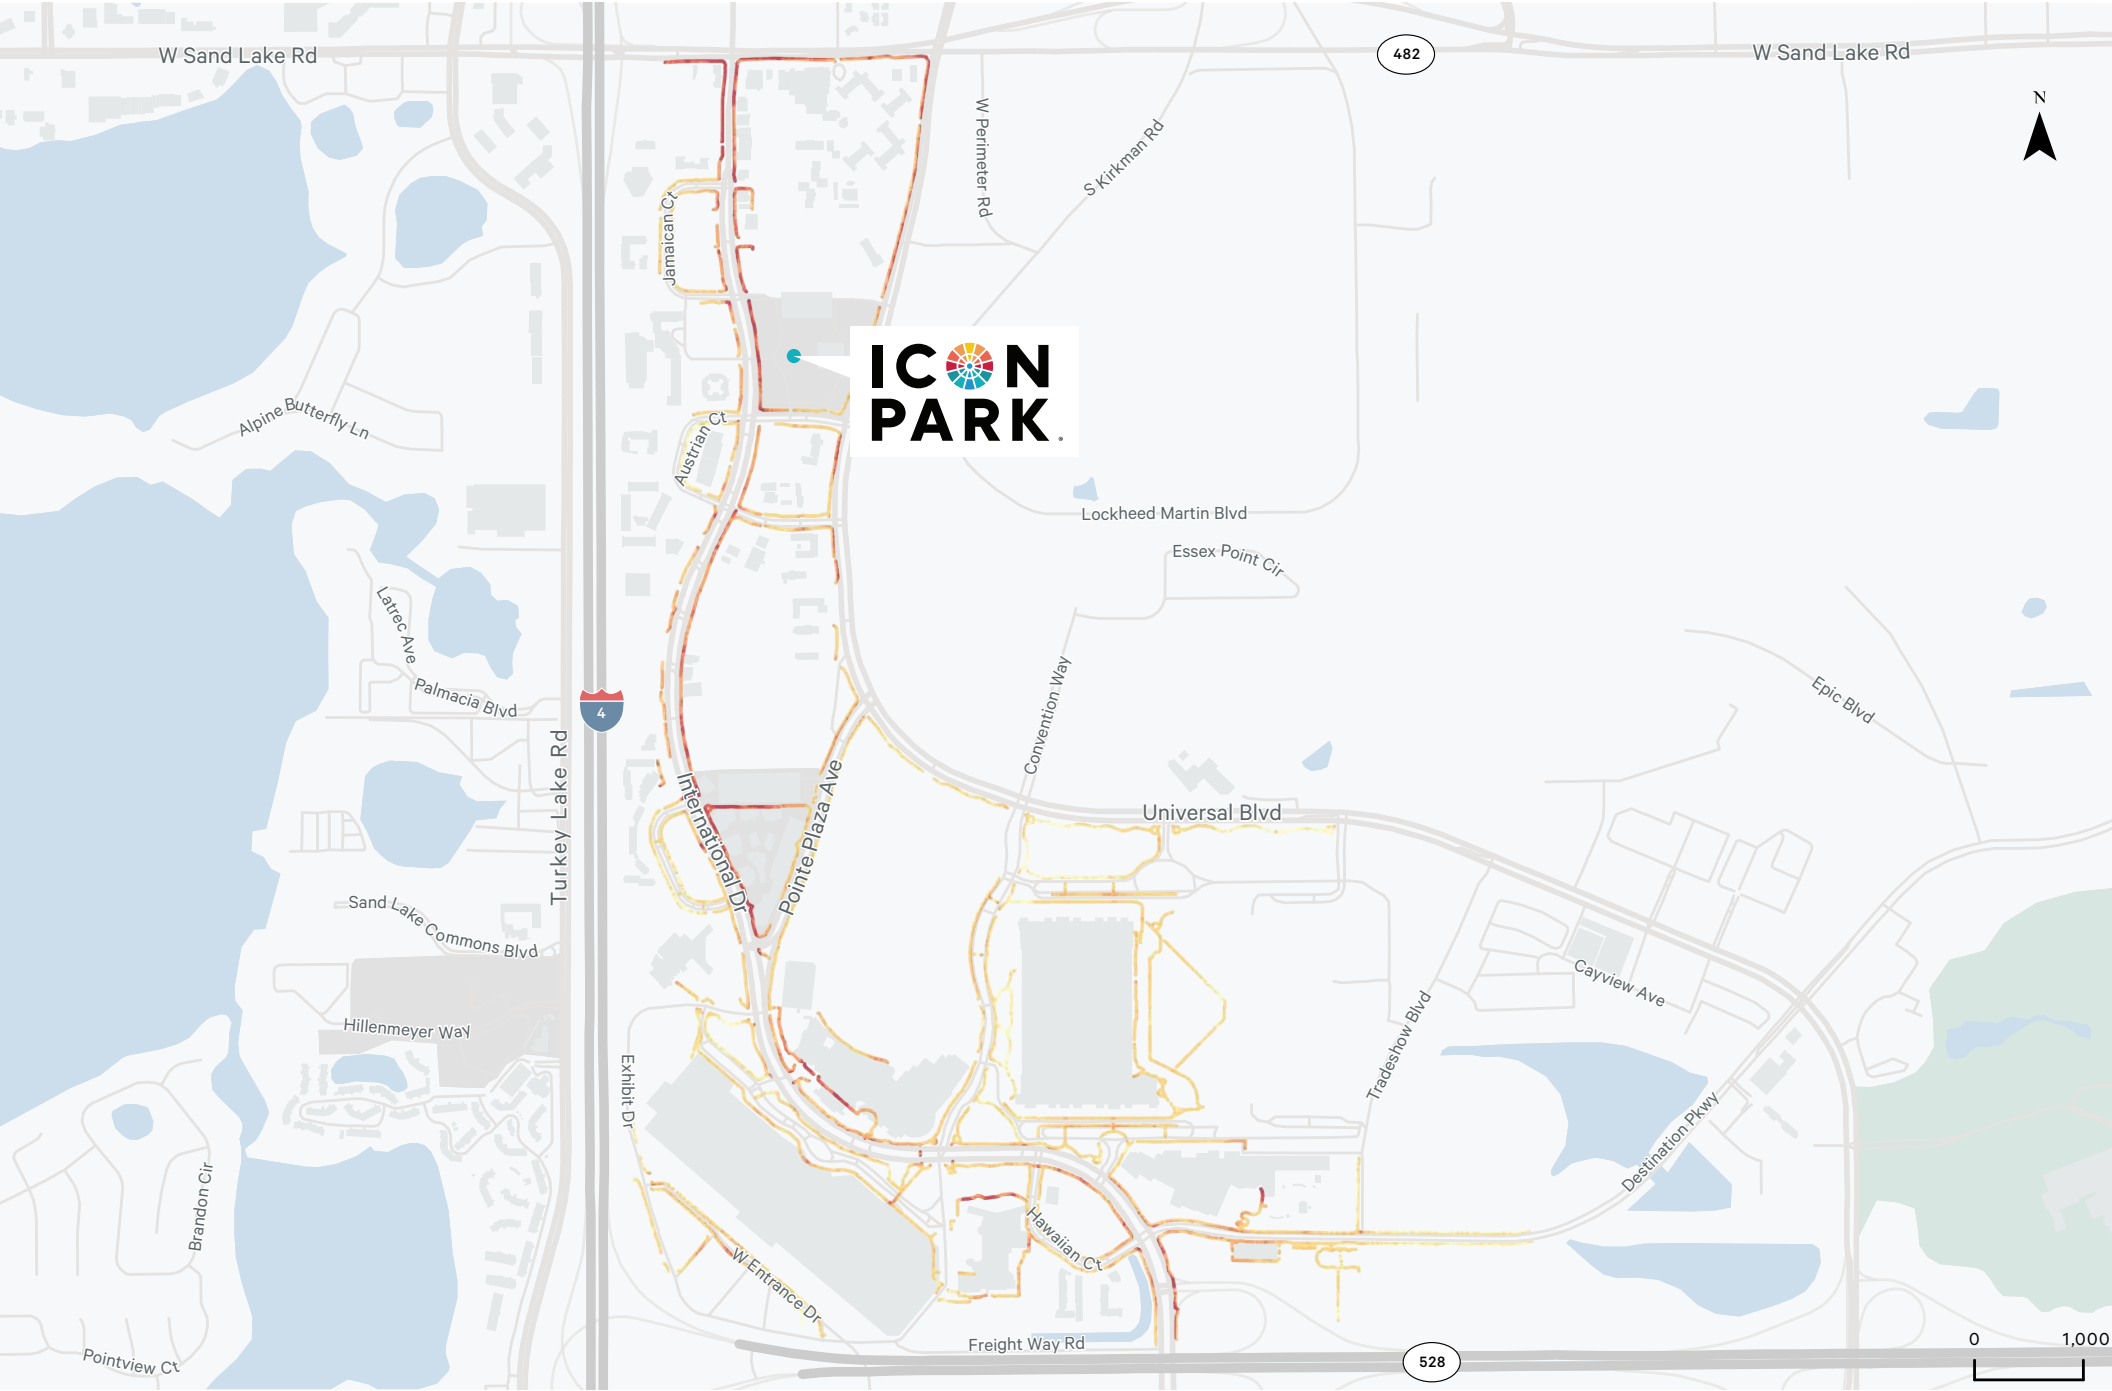 W Sand Lake Rd
482
W Sand Lake Rd
N
W Perimeter Rd
S Kirkman Rd
Jamaican Ct
ICON
PARK
Alpine Butterfly Ln
Austrian Ct
Lockheed Martin Blvd
Essex Point Cir
Latrec Ave
Palmacia Blvd
4
Convention Way
Epic Blvd
Turkey Lake Rd
International Dr
Pointe Plaza Ave
Universal Blvd
Sand Lake Commons Blvd
Cayview Ave
Hillenmeyer Way
Exhibit Dr
Tradeshow Blvd
Destination Pkwy
Brandon Cir
Hawaiian Ct
W Entrance Dr
Freight Way Rd
Pointview Ct
528
0 1,000